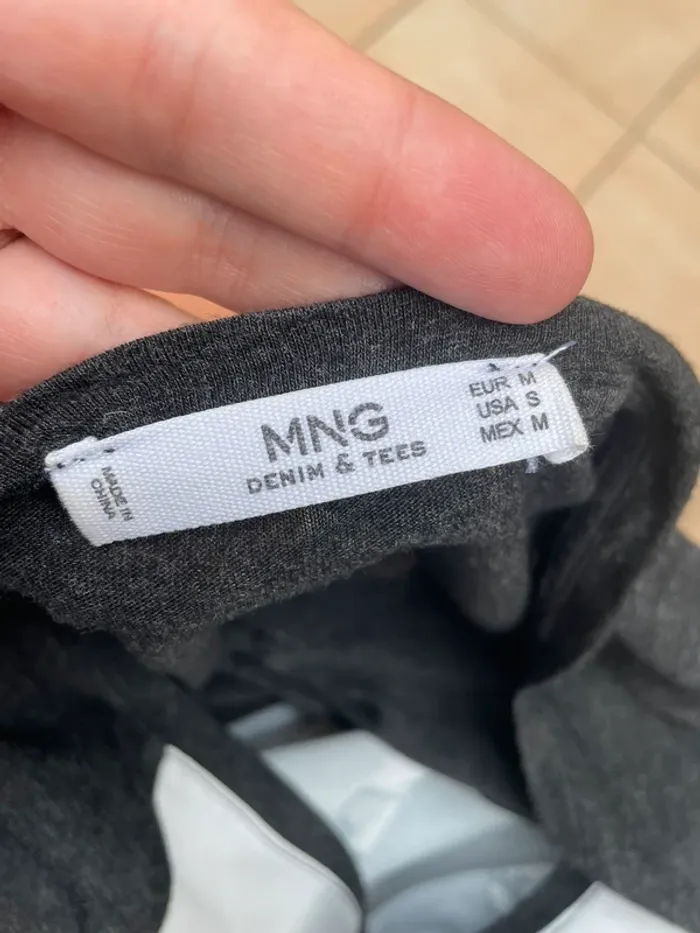 MNG
DENIM & TEES
EUR M
USA S
MEX M
MADE IN
CHINA